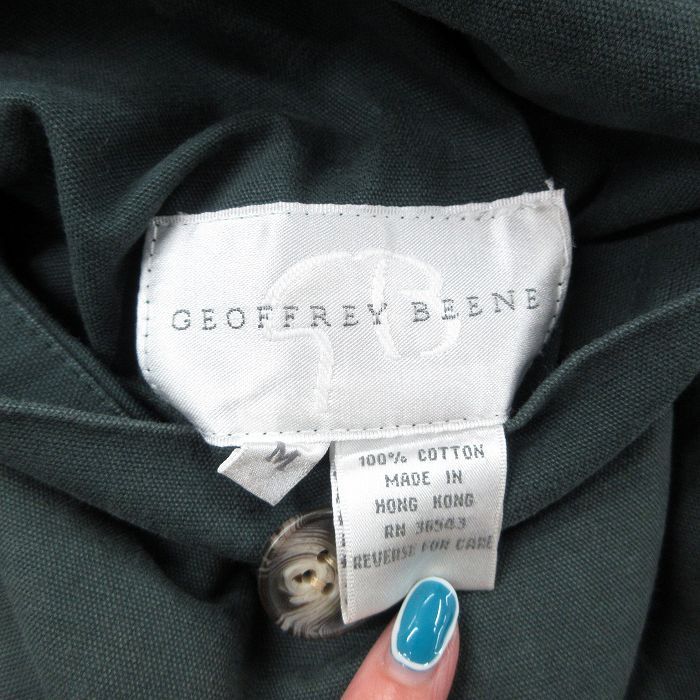 GEOFFREY BEENE
M
100% COTTON
MADE IN
HONG KONG
RN 36543
REVERSE FOR CARE